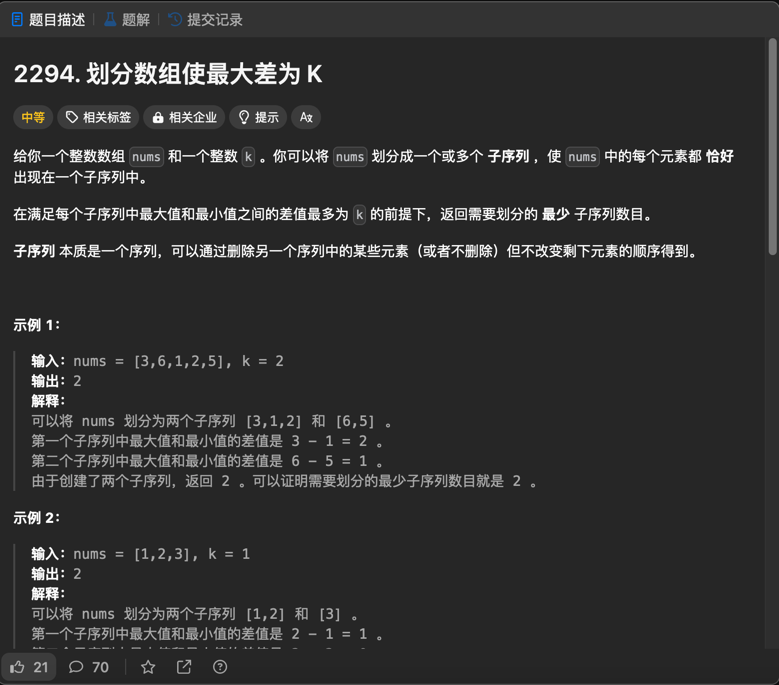 题目描述 题解 提交记录
2294. 划分数组使最大差为 K
中等 相关标签 相关企业 提示
给你一个整数数组 nums 和一个整数 k 。你可以将 nums 划分成一个或多个 子序列 ，使 nums 中的每个元素都 恰好
出现在一个子序列中。
在满足每个子序列中最大值和最小值之间的差值最多为 k 的前提下，返回需要划分的 最少 子序列数目。
子序列 本质是一个序列，可以通过删除另一个序列中的某些元素（或者不删除）但不改变剩下元素的顺序得到。
示例 1：
输入：nums = [3,6,1,2,5], k = 2
输出：2
解释：
可以将 nums 划分为两个子序列 [3,1,2] 和 [6,5] 。
第一个子序列中最大值和最小值的差值是 3 - 1 = 2 。
第二个子序列中最大值和最小值的差值是 6 - 5 = 1 。
由于创建了两个子序列，返回 2 。可以证明需要划分的最少子序列数目就是 2 。
示例 2：
输入：nums = [1,2,3], k = 1
输出：2
解释：
可以将 nums 划分为两个子序列 [1,2] 和 [3] 。
第一个子序列中最大值和最小值的差值是 2 - 1 = 1 。
21 70